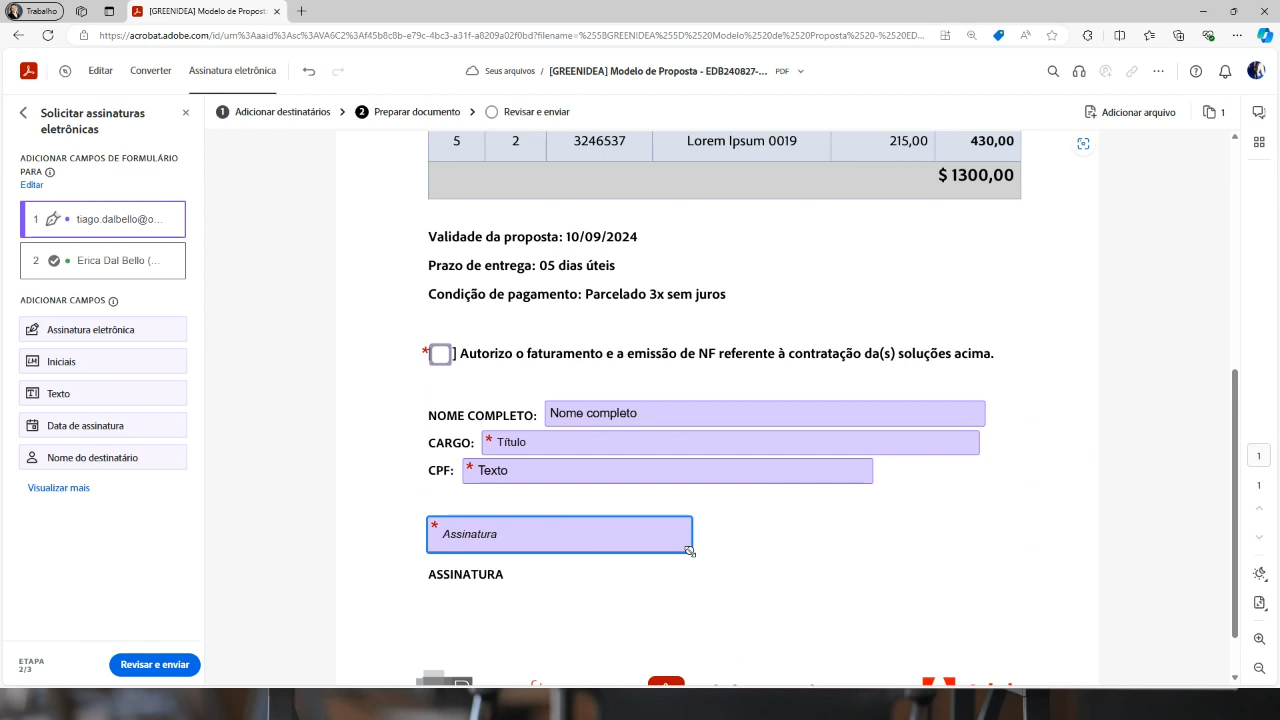 Trabalho
[GREENIDEA] Modelo de Propost
https://acrobat.adobe.com/id/urn%3Aaaid%3Asc%3AVA6C2%3Af45b8c8b-e79c-4bc3-a31f-a8209a02f0bd?filename=%255BGREENIDEA%255D%2520Modelo%2520de%2520Proposta%2520-%2520ED...
Editar
Converter
Assinatura eletrônica
Seus arquivos / [GREENIDEA] Modelo de Proposta - EDB240827-... PDF
Solicitar assinaturas
eletrônicas
1 Adicionar destinatários
2 Preparar documento
Revisar e enviar
Adicionar arquivo
1
ADICIONAR CAMPOS DE FORMULÁRIO
PARA
Editar
1 tiago.dalbello@o...
2 Erica Dal Bello (...
ADICIONAR CAMPOS
Assinatura eletrônica
LM Iniciais
Texto
Data de assinatura
Nome do destinatário
Visualizar mais
ETAPA
2/3
Revisar e enviar
5 2 3246537 Lorem Ipsum 0019 215,00 430,00
$ 1300,00
Validade da proposta: 10/09/2024
Prazo de entrega: 05 dias úteis
Condição de pagamento: Parcelado 3x sem juros
* ] Autorizo o faturamento e a emissão de NF referente à contratação da(s) soluções acima.
NOME COMPLETO: Nome completo
CARGO: * Título
CPF: * Texto
* Assinatura
ASSINATURA
1
1